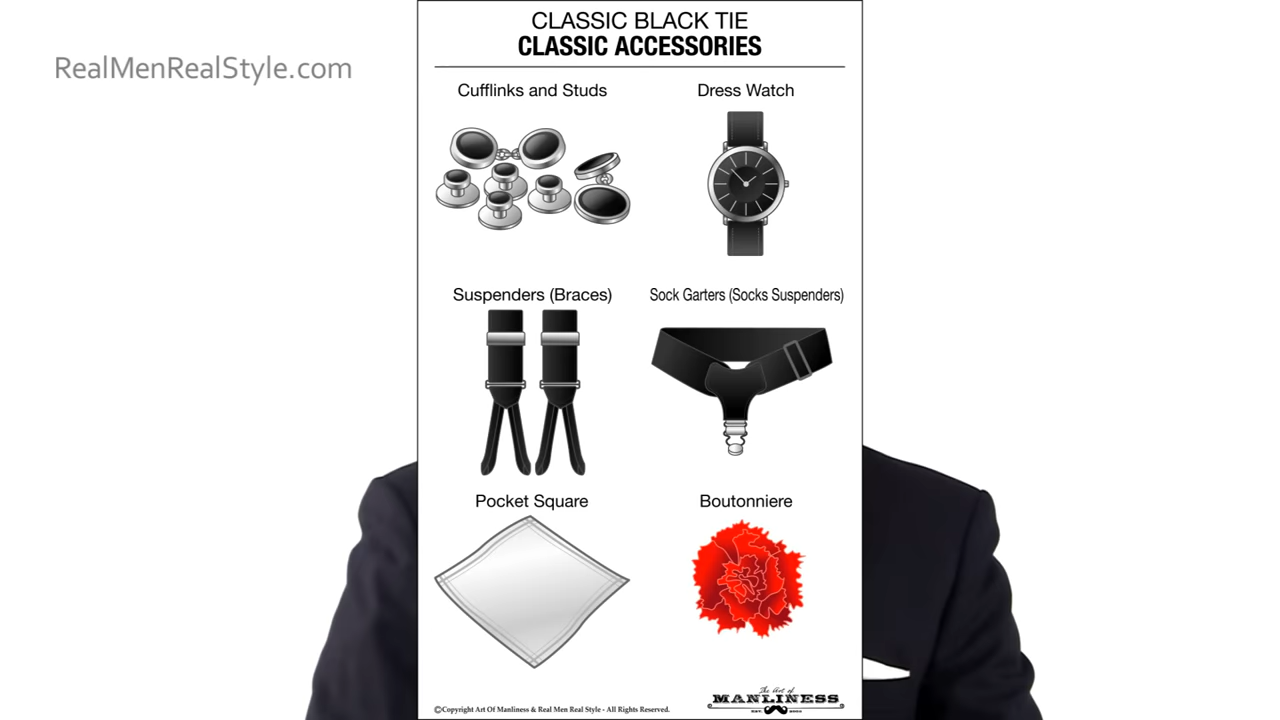 RealMenRealStyle.com
CLASSIC BLACK TIE
CLASSIC ACCESSORIES
Cufflinks and Studs
Dress Watch
Suspenders (Braces)
Sock Garters (Socks Suspenders)
Pocket Square
Boutonniere
The Art of
MANLINESS
©Copyright Art Of Manliness & Real Men Real Style - All Rights Reserved.